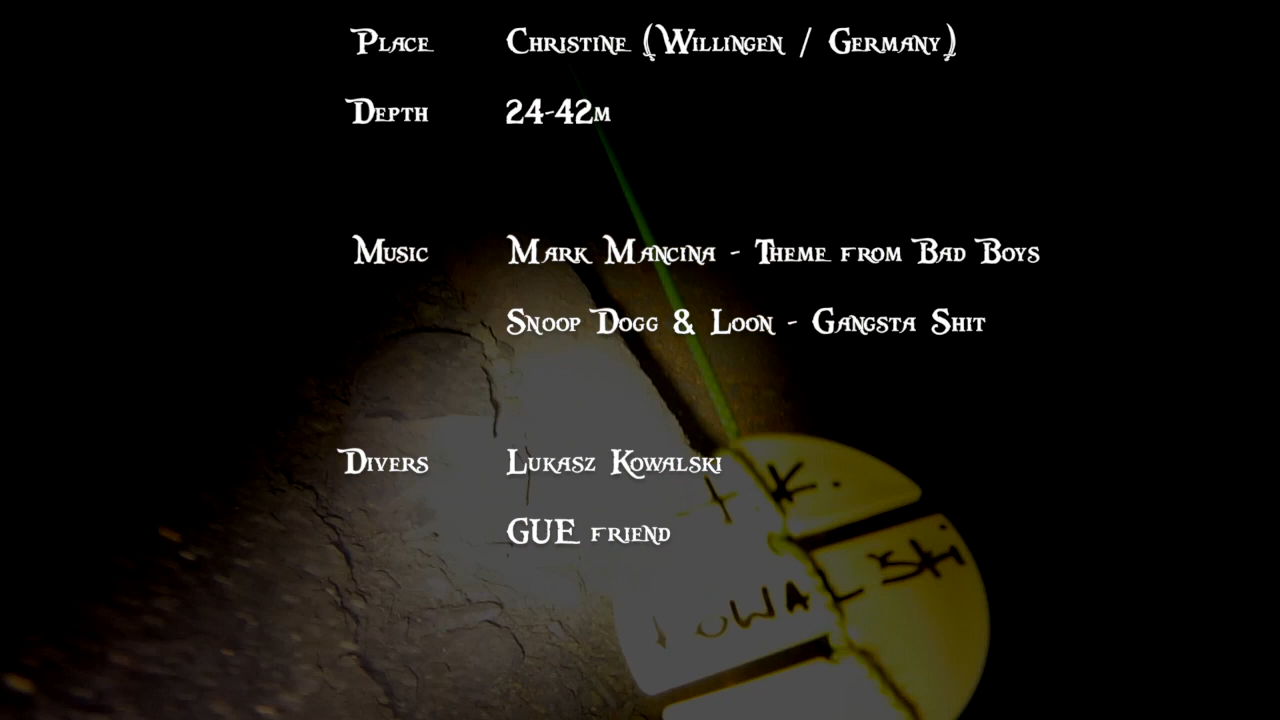 Place Christine (Willingen / Germany)
Depth 24-42m
Music Mark Mancina - Theme from Bad Boys
Snoop Dogg & Loon - Gangsta Shit
Divers Lukasz Kowalski
GUE friend
Ł K.
KOWALSKI